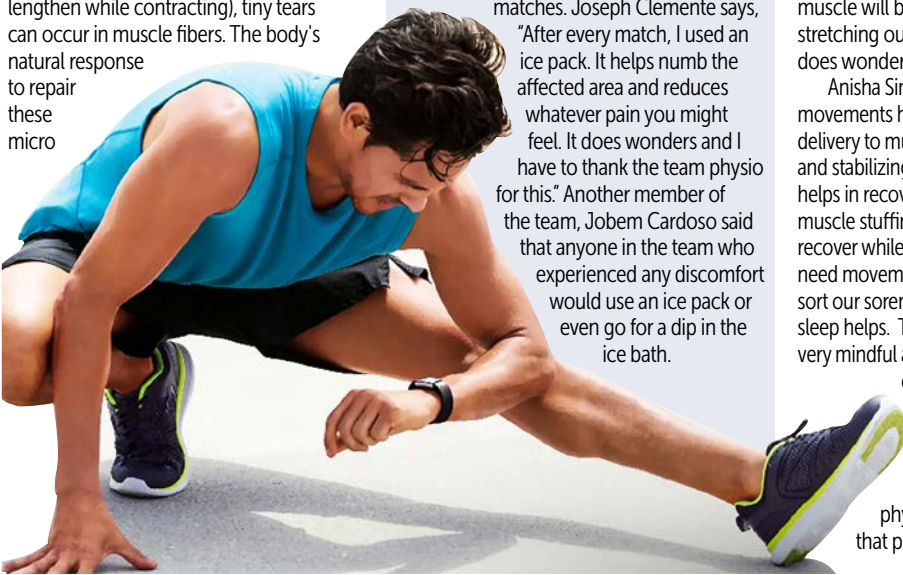 lengthen while contracting), tiny tears
can occur in muscle fibers. The body's
natural response
to repair
these
micro
matches. Joseph Clemente says,
"After every match, I used an
ice pack. It helps numb the
affected area and reduces
whatever pain you might
feel. It does wonders and I
have to thank the team physio
for this." Another member of
the team, Jobem Cardoso said
that anyone in the team who
experienced any discomfort
would use an ice pack or
even go for a dip in the
ice bath.
muscle will b
stretching ou
does wonder
Anisha Sir
movements h
delivery to mu
and stabilizing
helps in recov
muscle stuffin
recover while
need movem
sort our sorer
sleep helps. T
very mindful a
phy
that p